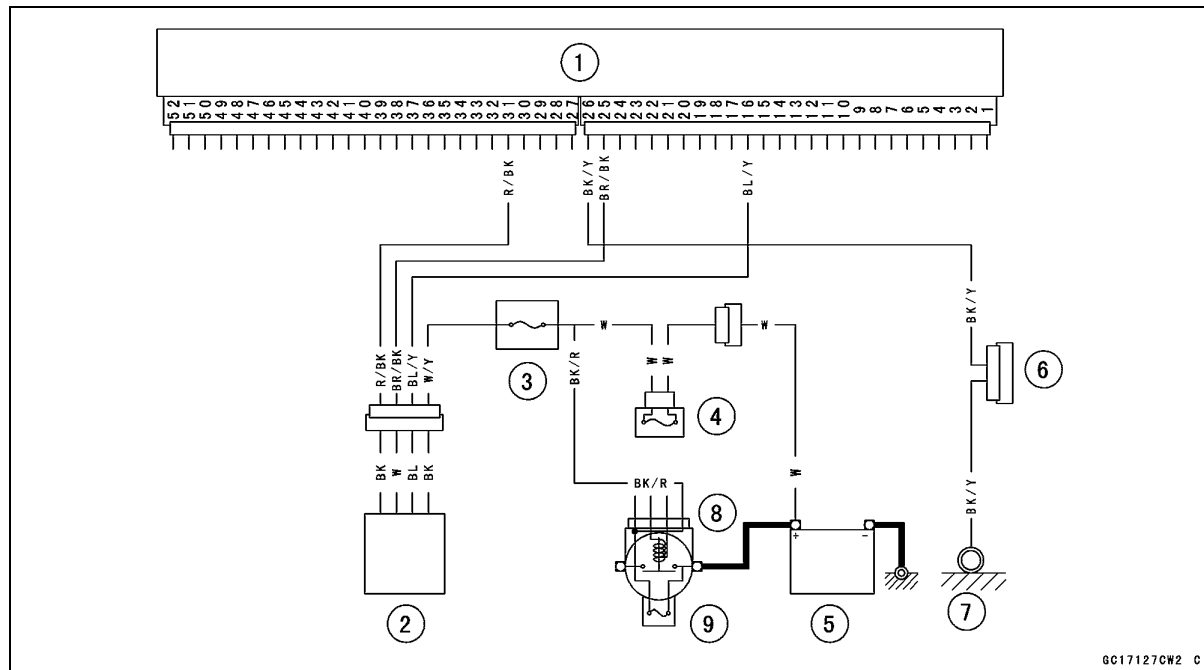 1
52 51 50 49 48 47 46 45 44 43 42 41 40 39 38 37 36 35 34 33 32 31 30 29 28 27 26 25 24 23 22 21 20 19 18 17 16 15 14 13 12 11 10 9 8 7 6 5 4 3 2 1
R/BK BK/Y BR/BK BL/Y
BK/Y
W W
R/BK BR/BK BL/Y W/Y
3
BK/R
W W
4
6
BK W BL BK
W
BK/R
8
BK/Y
+ -
2
9
5
7
GC17127CW2 C